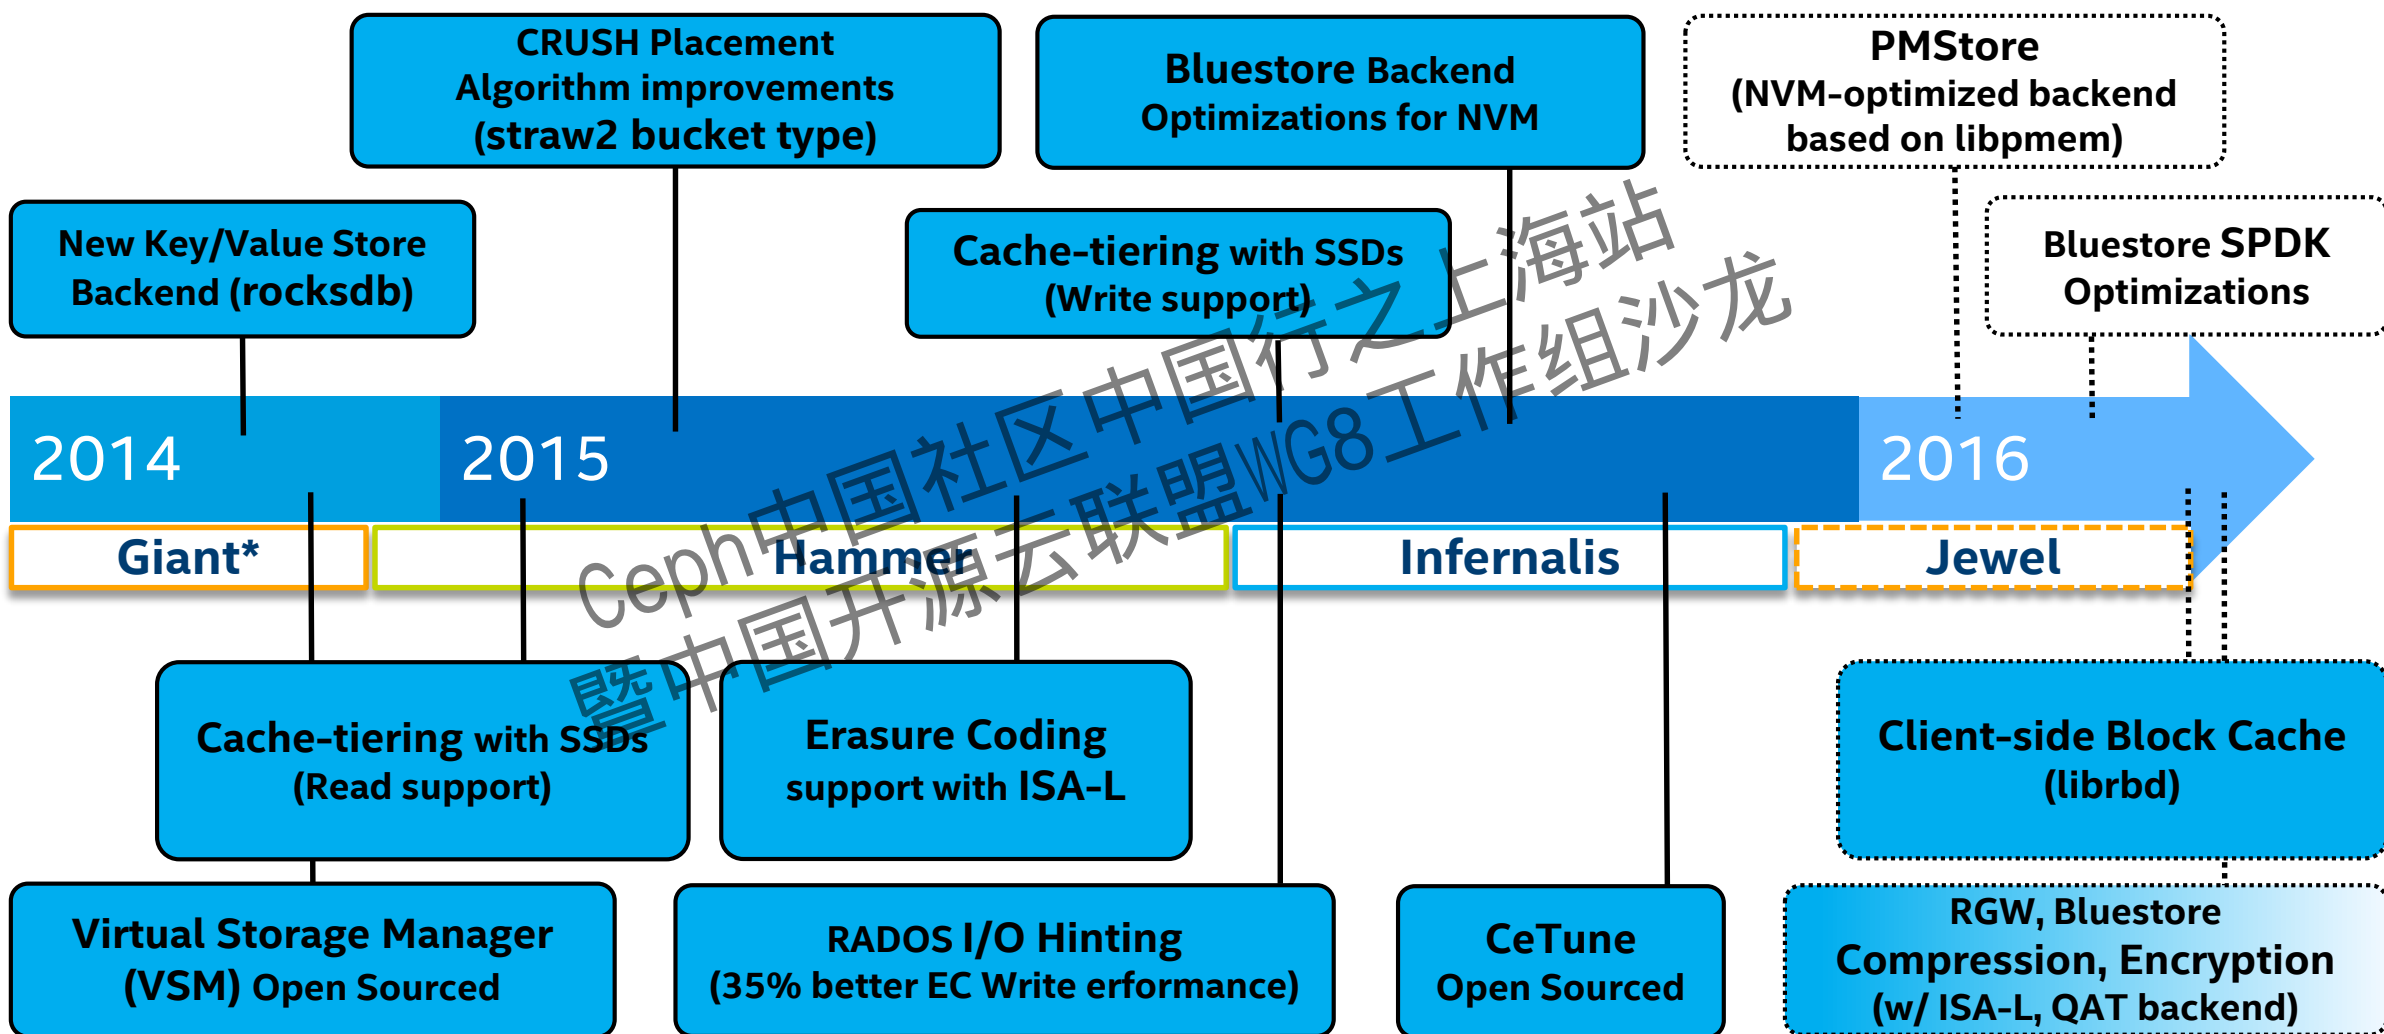 CRUSH Placement
Algorithm improvements
(straw2 bucket type)
Bluestore Backend
Optimizations for NVM
PMStore
(NVM-optimized backend
based on libpmem)
New Key/Value Store
Backend (rocksdb)
Cache-tiering with SSDs
(Write support)
Bluestore SPDK
Optimizations
2014
2015
2016
Giant*
Hammer
Infernalis
Jewel
Ceph中国社区中国行之上海站
暨中国开源云联盟WG8工作组沙龙
Cache-tiering with SSDs
(Read support)
Erasure Coding
support with ISA-L
Client-side Block Cache
(librbd)
Virtual Storage Manager
(VSM) Open Sourced
RADOS I/O Hinting
(35% better EC Write erformance)
CeTune
Open Sourced
RGW, Bluestore
Compression, Encryption
(w/ ISA-L, QAT backend)